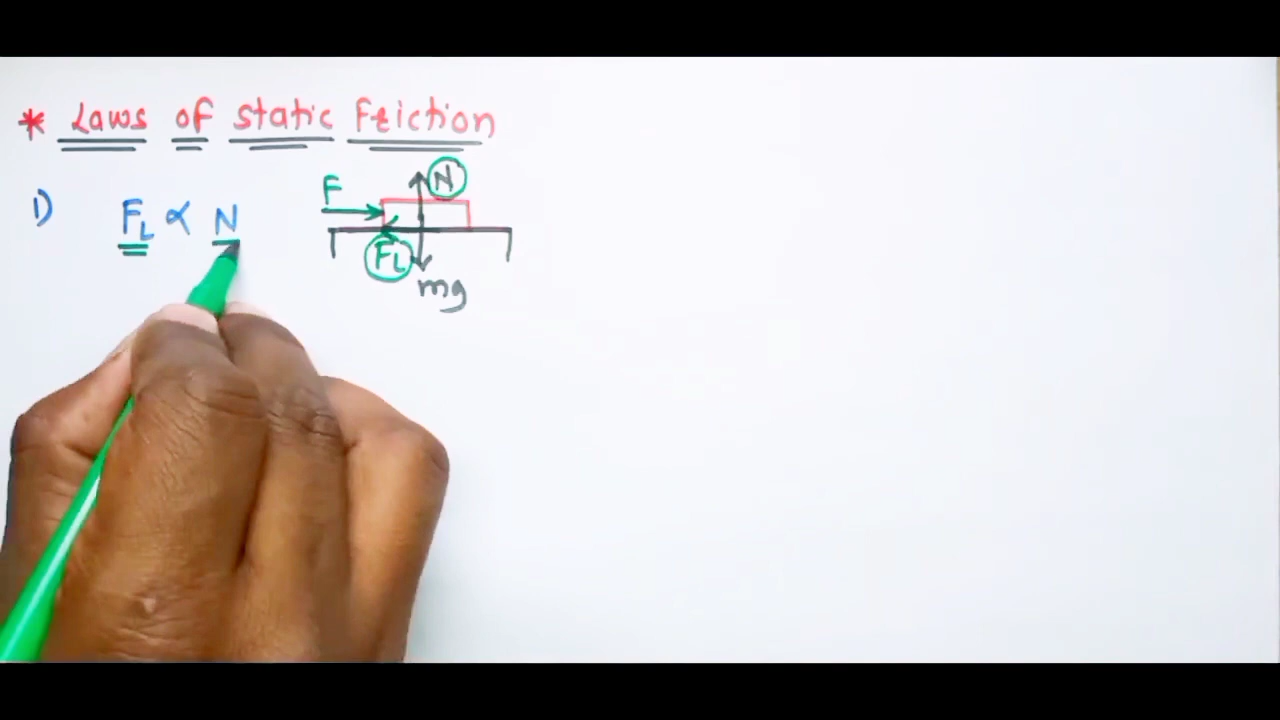 * Laws of Static Friction
1) FL ∝ N
F
N
FL
mg